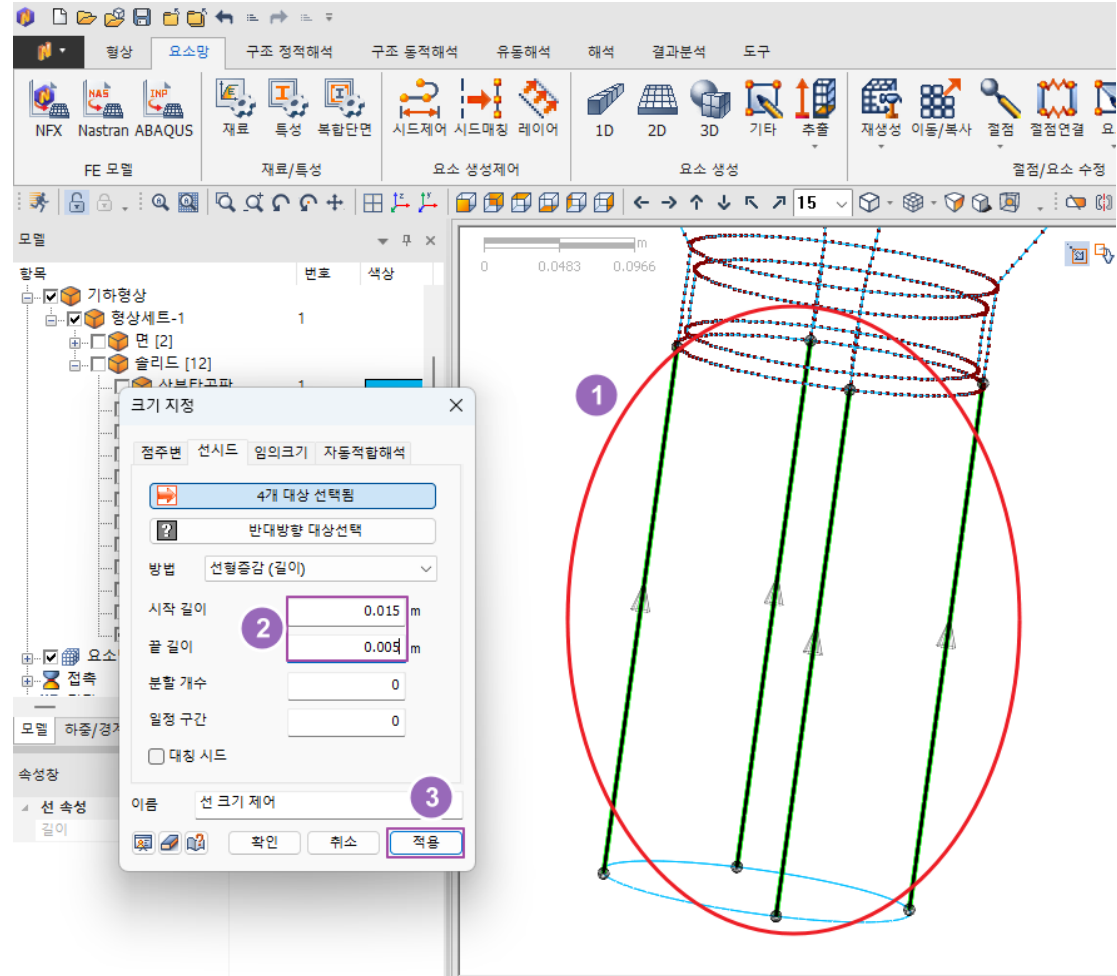 형상 요소망 구조 정적해석 구조 동적해석 유동해석 해석 결과분석 도구
NAS INP
NFX Nastran ABAQUS 재료 특성 복합단면 시드제어 시드매칭 레이어 1D 2D 3D 기타 추출 재생성 이동/복사 절점 절점연결
FE 모델 재료/특성 요소 생성제어 요소 생성 절점/요소 수정
15
모델
항목 번호 색상
기하형상
형상세트-1 1
면 [2]
솔리드 [12]
1
크기 지정
점주변 선시드 임의크기 자동적합해석
4개 대상 선택됨
반대방향 대상선택
방법 선형증감 (길이)
시작 길이 0.015 m
끝 길이 0.005 m
분할 개수 0
일정 구간 0
대칭 시드
이름 선 크기 제어
확인 취소 적용
접촉
모델
속성창
선 속성
길이
m
0 0.0483 0.0966
1
2
3